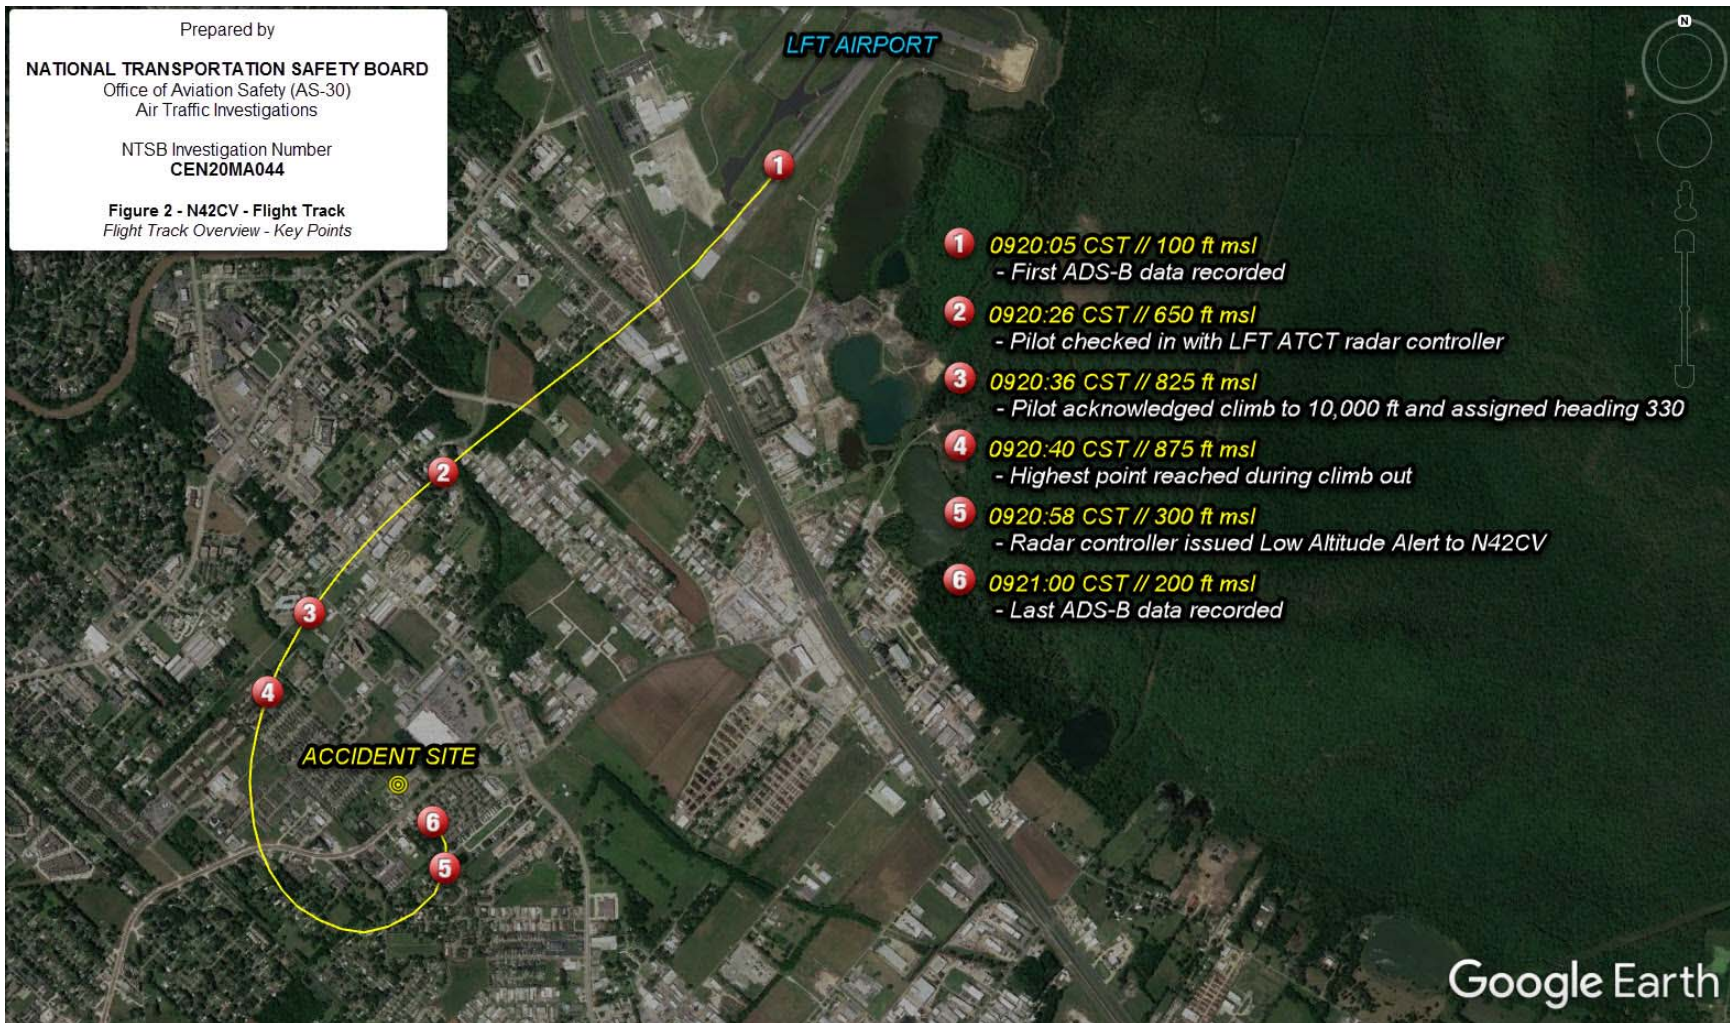 Prepared by
NATIONAL TRANSPORTATION SAFETY BOARD
Office of Aviation Safety (AS-30)
Air Traffic Investigations
NTSB Investigation Number
CEN20MA044
Figure 2 - N42CV - Flight Track
Flight Track Overview - Key Points
LFT AIRPORT
N
1
2
3
4
ACCIDENT SITE
6
5
1 0920:05 CST // 100 ft msl
- First ADS-B data recorded
2 0920:26 CST // 650 ft msl
- Pilot checked in with LFT ATCT radar controller
3 0920:36 CST // 825 ft msl
- Pilot acknowledged climb to 10,000 ft and assigned heading 330
4 0920:40 CST // 875 ft msl
- Highest point reached during climb out
5 0920:58 CST // 300 ft msl
- Radar controller issued Low Altitude Alert to N42CV
6 0921:00 CST // 200 ft msl
- Last ADS-B data recorded
Google Earth